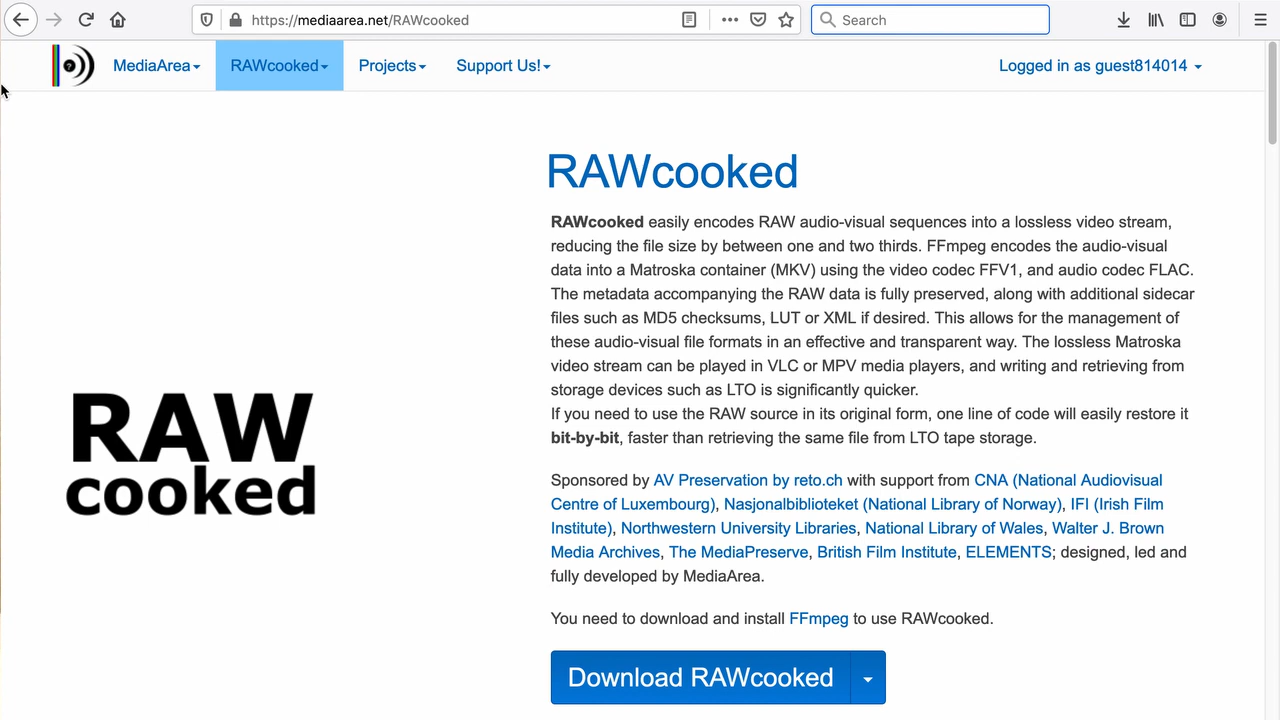 https://mediaarea.net/RAWcooked
Search
MediaArea
RAWcooked
Projects
Support Us!
Logged in as guest814014
RAWcooked
RAWcooked easily encodes RAW audio-visual sequences into a lossless video stream,
reducing the file size by between one and two thirds. FFmpeg encodes the audio-visual
data into a Matroska container (MKV) using the video codec FFV1, and audio codec FLAC.
The metadata accompanying the RAW data is fully preserved, along with additional sidecar
files such as MD5 checksums, LUT or XML if desired. This allows for the management of
these audio-visual file formats in an effective and transparent way. The lossless Matroska
video stream can be played in VLC or MPV media players, and writing and retrieving from
storage devices such as LTO is significantly quicker.
If you need to use the RAW source in its original form, one line of code will easily restore it
bit-by-bit, faster than retrieving the same file from LTO tape storage.
RAW
cooked
Sponsored by AV Preservation by reto.ch with support from CNA (National Audiovisual
Centre of Luxembourg), Nasjonalbiblioteket (National Library of Norway), IFI (Irish Film
Institute), Northwestern University Libraries, National Library of Wales, Walter J. Brown
Media Archives, The MediaPreserve, British Film Institute, ELEMENTS; designed, led and
fully developed by MediaArea.
You need to download and install FFmpeg to use RAWcooked.
Download RAWcooked